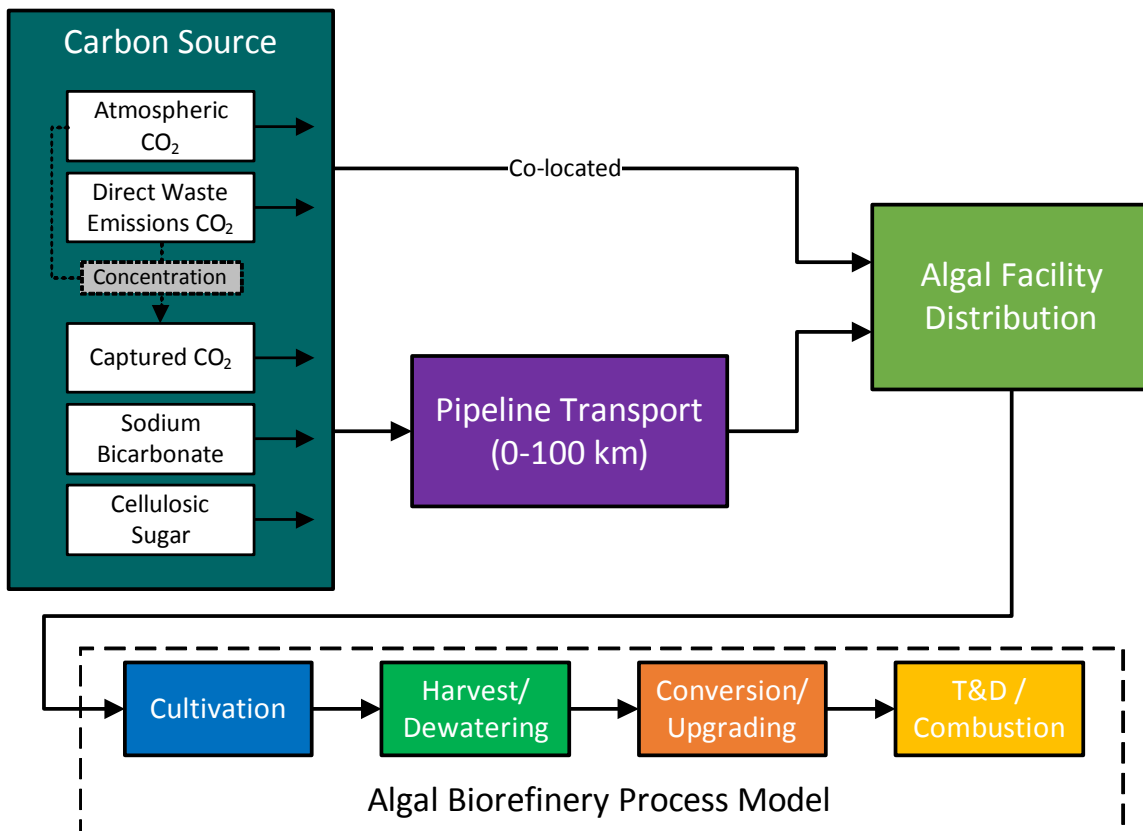 Carbon Source
Atmospheric
CO₂
Direct Waste
Emissions CO₂
Concentration
Captured CO₂
Sodium
Bicarbonate
Cellulosic
Sugar
Co-located
Pipeline Transport
(0-100 km)
Algal Facility
Distribution
Cultivation
Harvest/
Dewatering
Conversion/
Upgrading
T&D /
Combustion
Algal Biorefinery Process Model